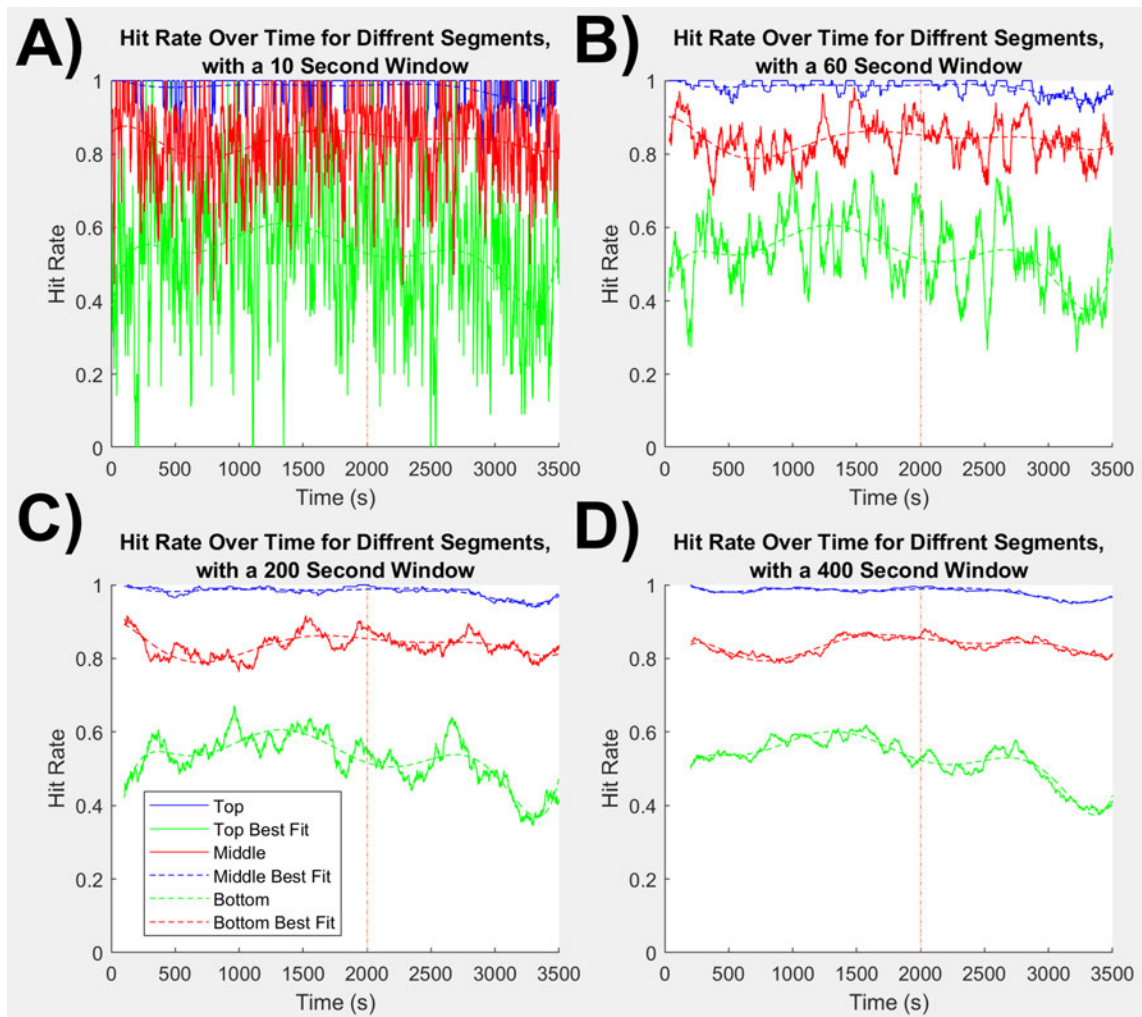 A)
Hit Rate Over Time for Diffrent Segments,
with a 10 Second Window
1
0.8
0.6
0.4
0.2
0
Hit Rate
0 500 1000 1500 2000 2500 3000 3500
Time (s)
B)
Hit Rate Over Time for Diffrent Segments,
with a 60 Second Window
1
0.8
0.6
0.4
0.2
0
Hit Rate
0 500 1000 1500 2000 2500 3000 3500
Time (s)
C)
Hit Rate Over Time for Diffrent Segments,
with a 200 Second Window
1
0.8
0.6
0.4
0.2
0
Hit Rate
Top
Top Best Fit
Middle
Middle Best Fit
Bottom
Bottom Best Fit
0 500 1000 1500 2000 2500 3000 3500
Time (s)
D)
Hit Rate Over Time for Diffrent Segments,
with a 400 Second Window
1
0.8
0.6
0.4
0.2
0
Hit Rate
0 500 1000 1500 2000 2500 3000 3500
Time (s)